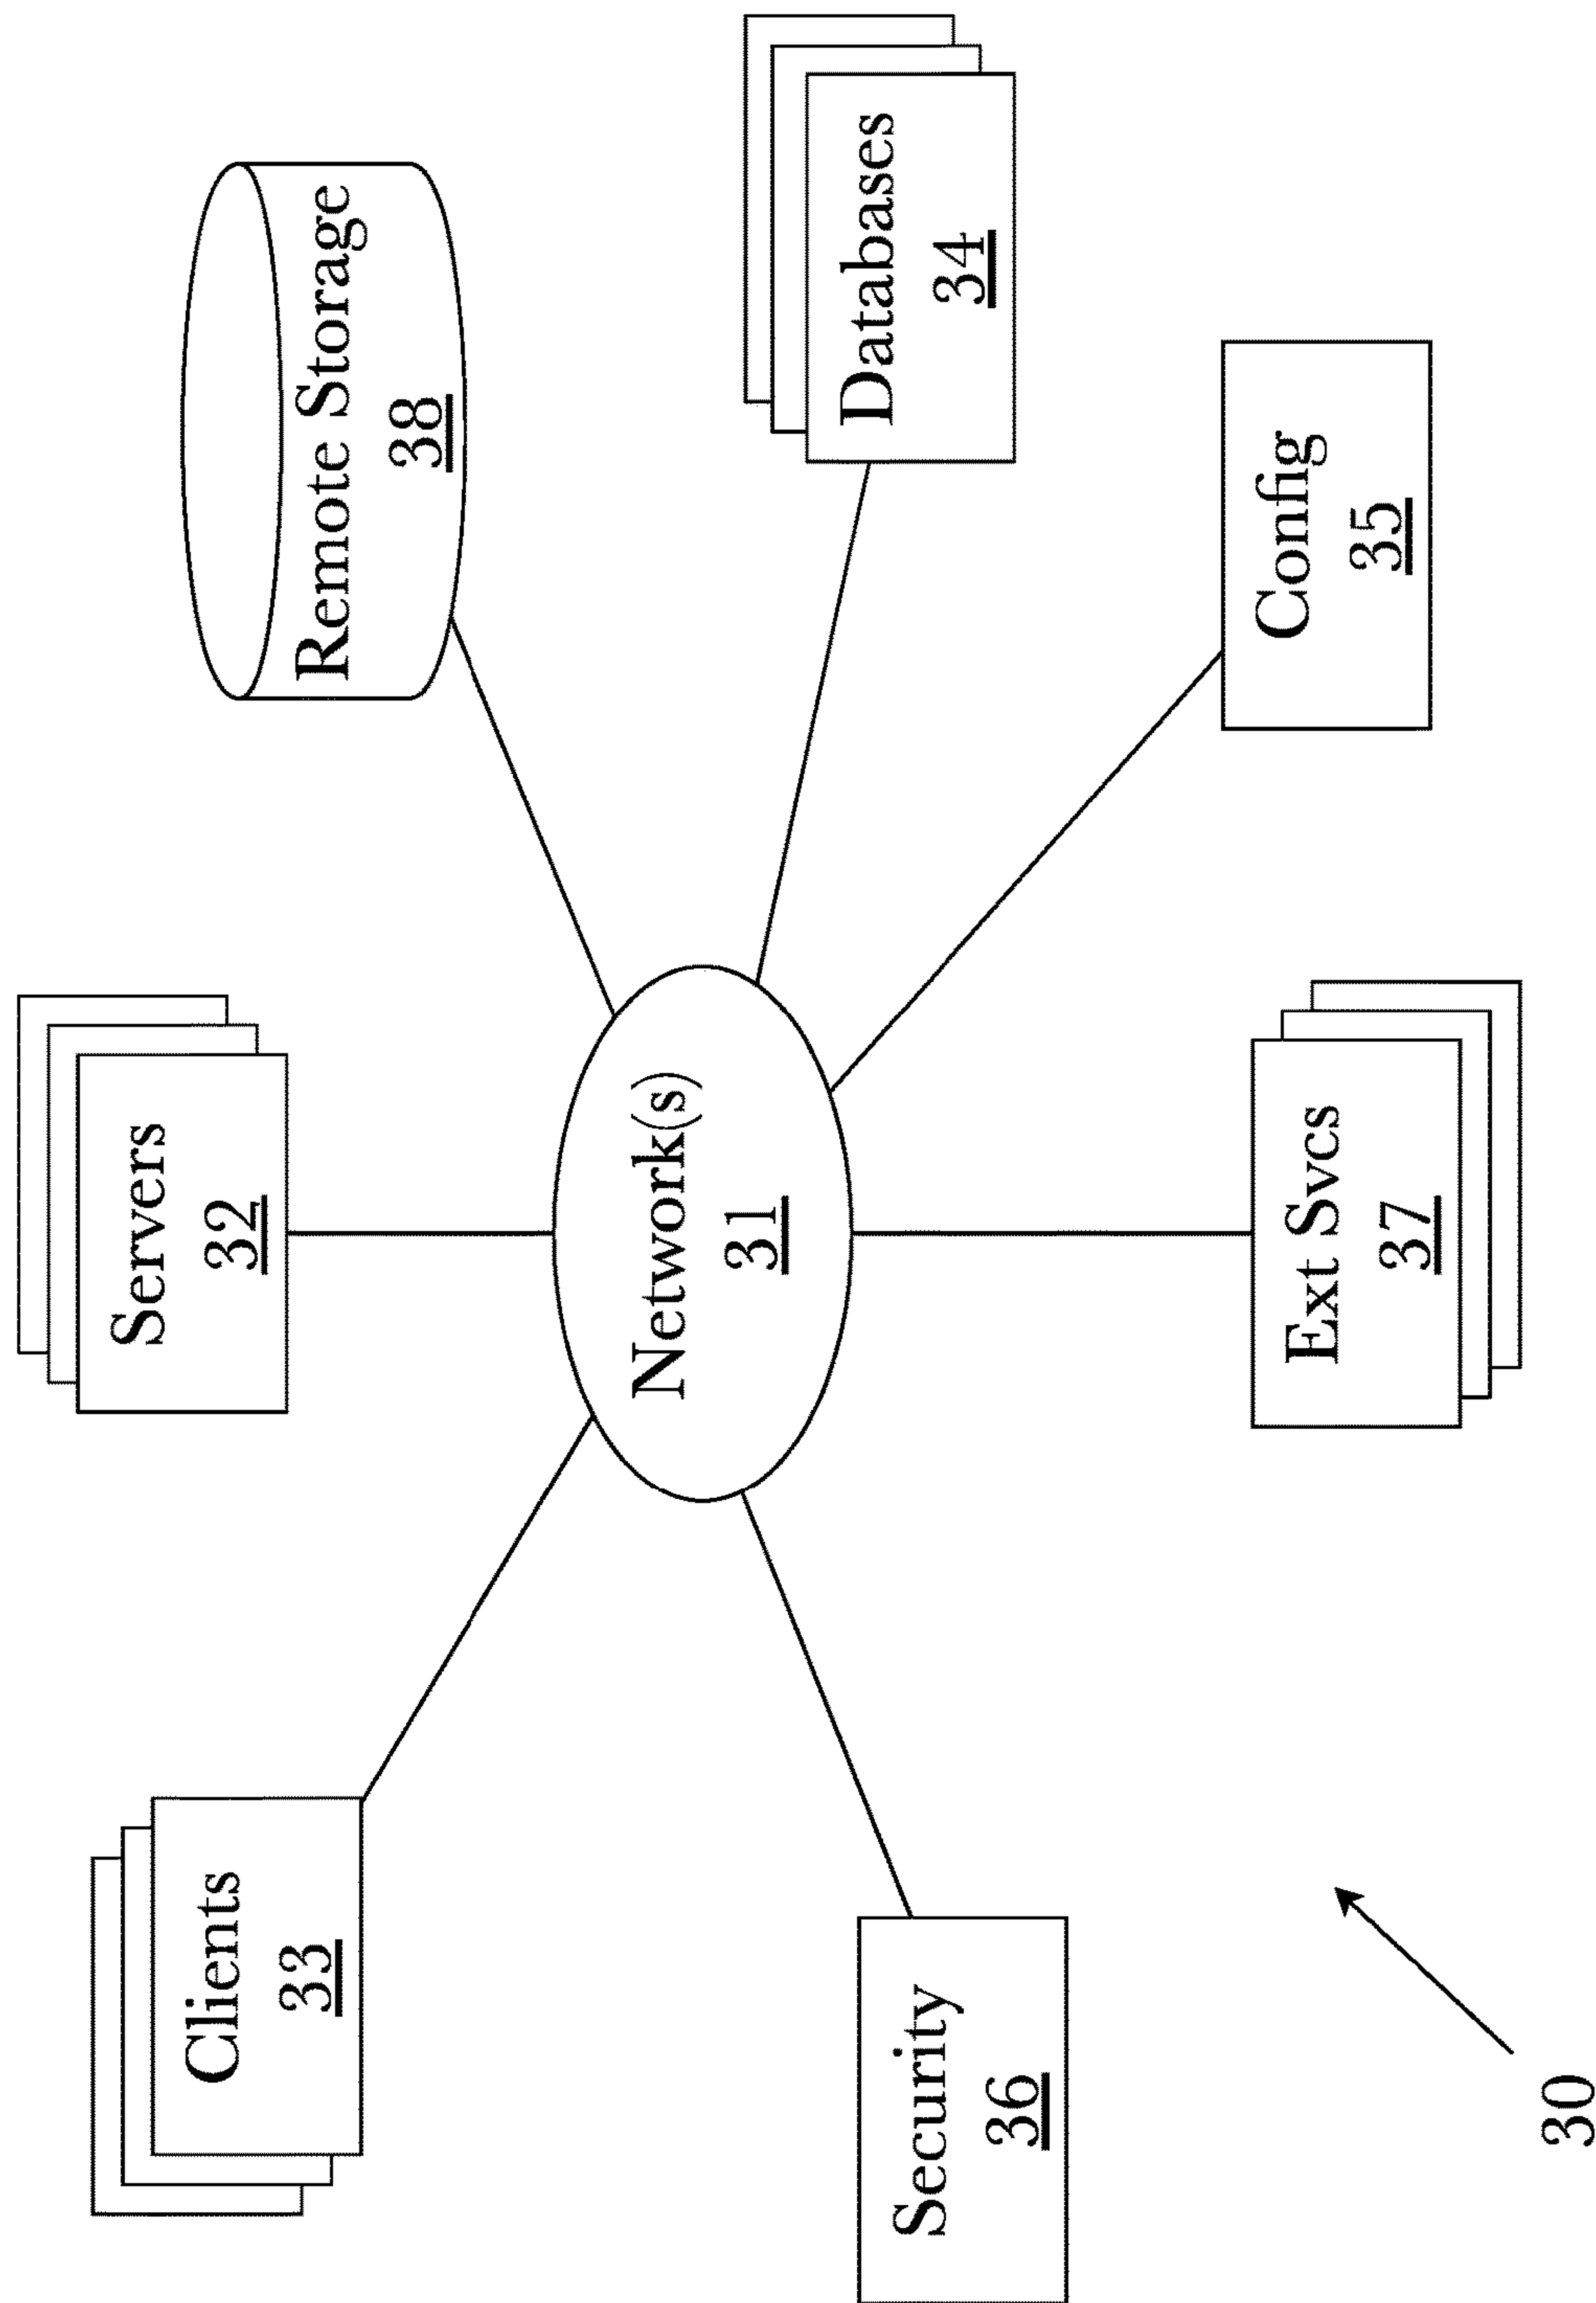 Servers
32
Clients
33
Remote Storage
38
Network(s)
31
Databases
34
Security
36
Ext Svcs
37
Config
35
30